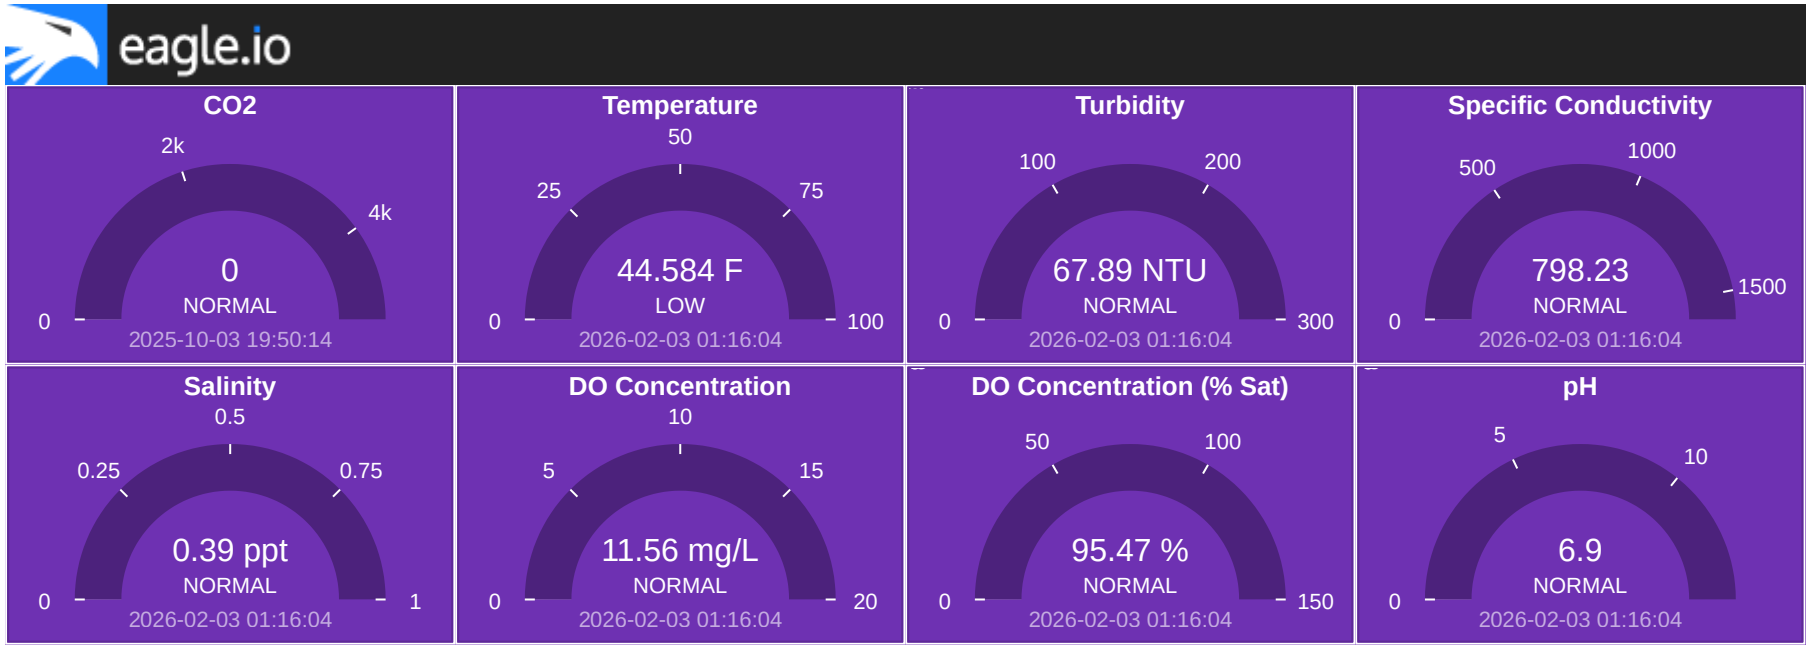 eagle.io
CO2
2k
4k
0
0
NORMAL
2025-10-03 19:50:14
Temperature
50
25
75
44.584 F
LOW
0
100
2026-02-03 01:16:04
Turbidity
100
200
67.89 NTU
NORMAL
0
300
2026-02-03 01:16:04
Specific Conductivity
1000
500
798.23
1500
NORMAL
0
2026-02-03 01:16:04
Salinity
0.5
0.25
0.75
0.39 ppt
NORMAL
0
1
2026-02-03 01:16:04
DO Concentration
10
5
15
11.56 mg/L
NORMAL
0
20
2026-02-03 01:16:04
DO Concentration (% Sat)
50
100
95.47 %
NORMAL
0
150
2026-02-03 01:16:04
pH
5
10
6.9
NORMAL
0
2026-02-03 01:16:04